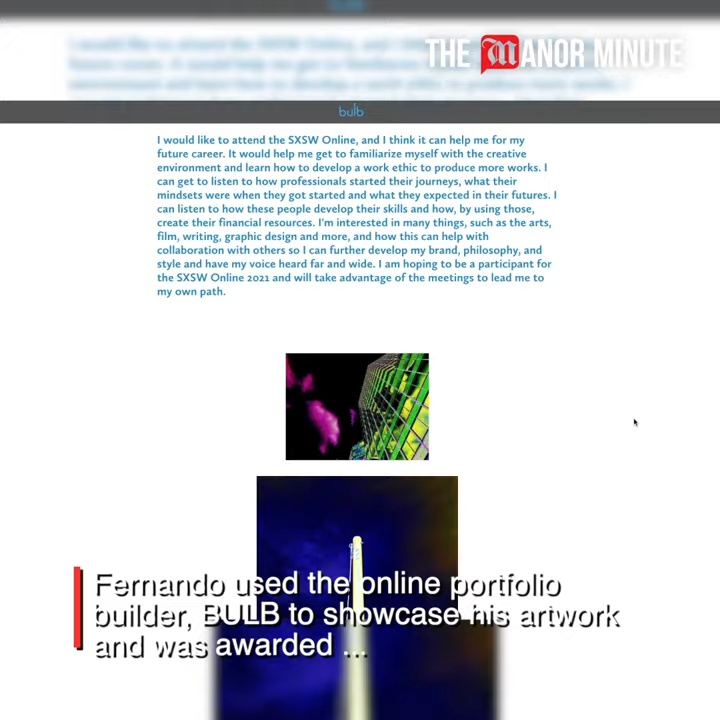 THE MANOR MINUTE
bulb
I would like to attend the SXSW Online, and I think it can help me for my
future career. It would help me get to familiarize myself with the creative
environment and learn how to develop a work ethic to produce more works. I
can get to listen to how professionals started their journeys, what their
mindsets were when they got started and what they expected in their futures. I
can listen to how these people develop their skills and how, by using those,
create their financial resources. I'm interested in many things, such as the arts,
film, writing, graphic design and more, and how this can help with
collaboration with others so I can further develop my brand, philosophy, and
style and have my voice heard far and wide. I am hoping to be a participant for
the SXSW Online 2021 and will take advantage of the meetings to lead me to
my own path.
Fernando used the online portfolio
builder, BULB to showcase his artwork
and was awarded ...